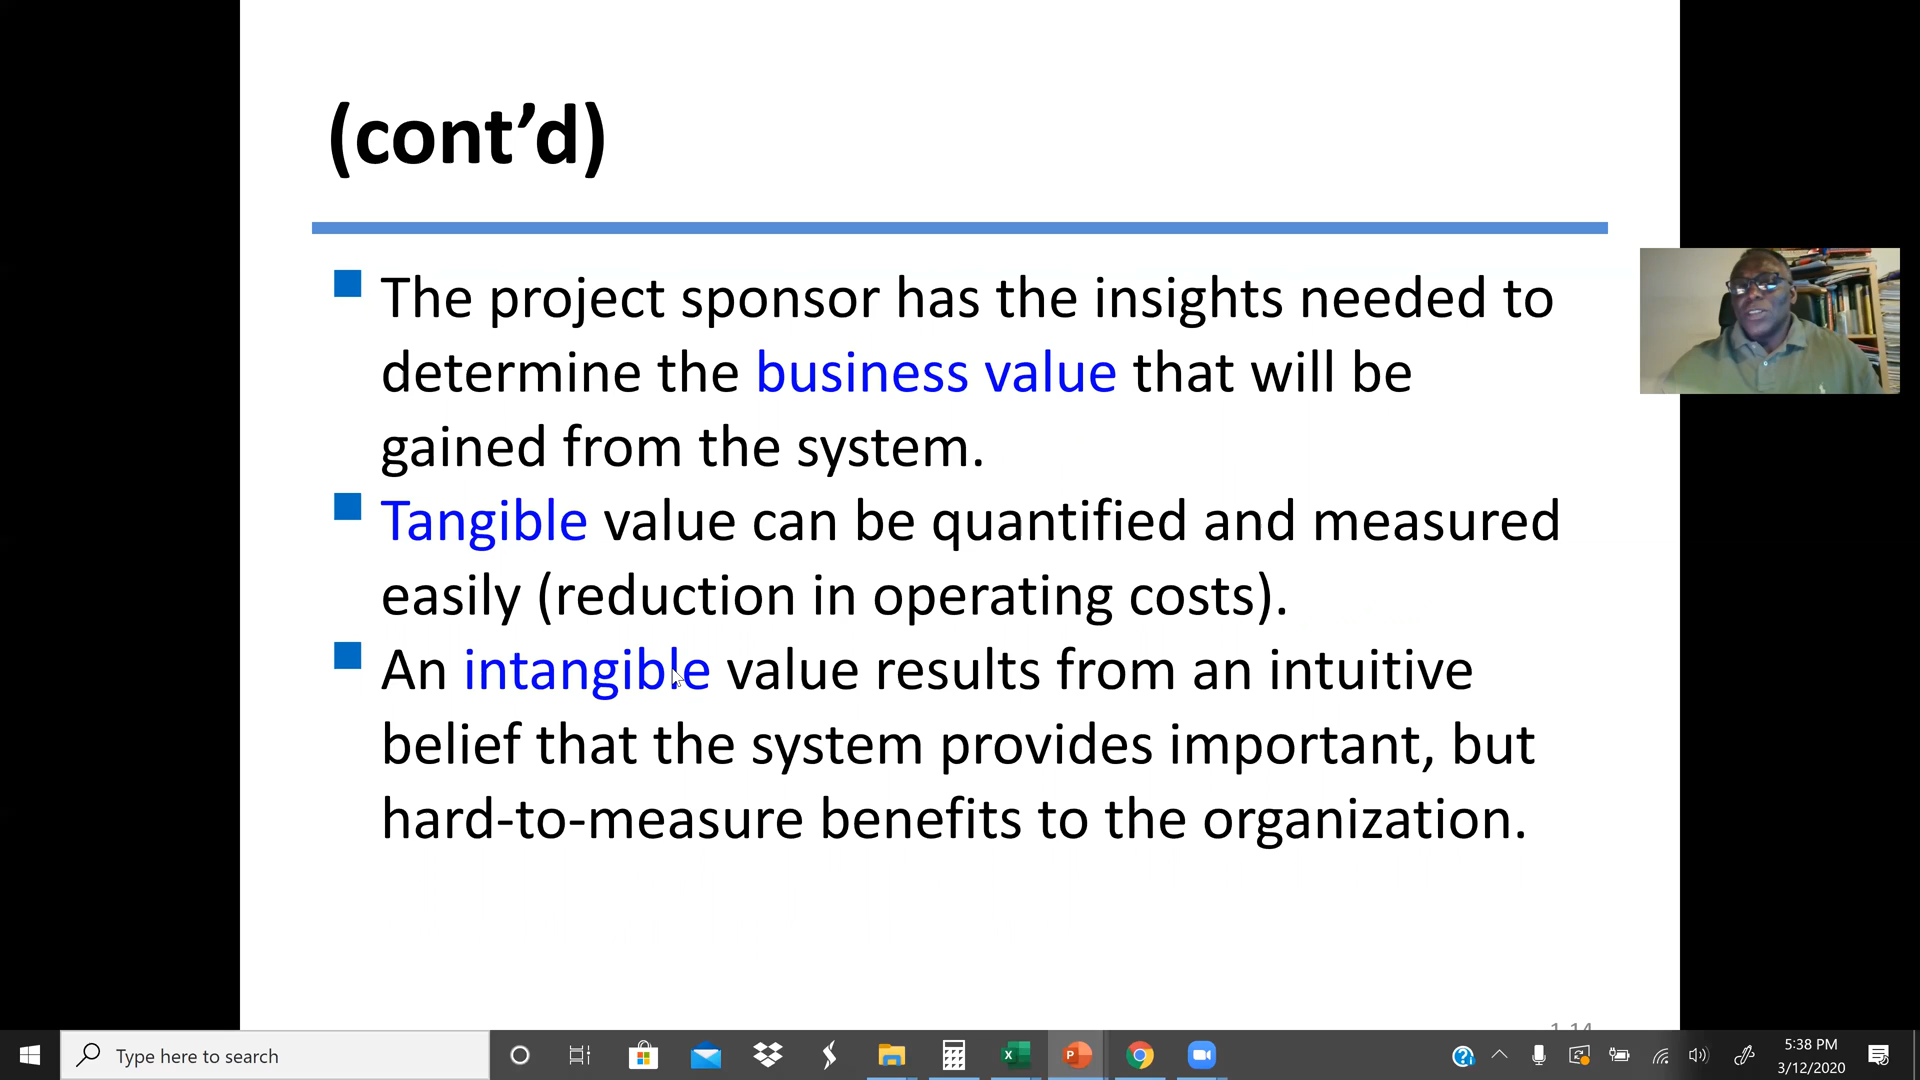 (cont’d)
The project sponsor has the insights needed to
determine the business value that will be
gained from the system.
Tangible value can be quantified and measured
easily (reduction in operating costs).
An intangible value results from an intuitive
belief that the system provides important, but
hard-to-measure benefits to the organization.
1-14
Type here to search
5:38 PM
3/12/2020